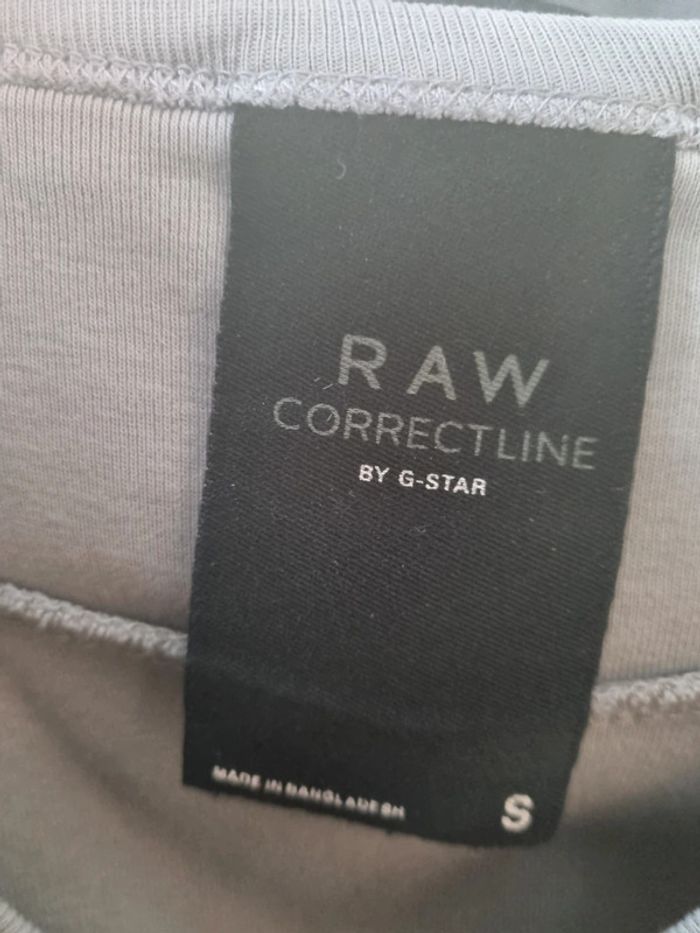 RAW
CORRECTLINE
BY G-STAR
MADE IN BANGLADESH
S